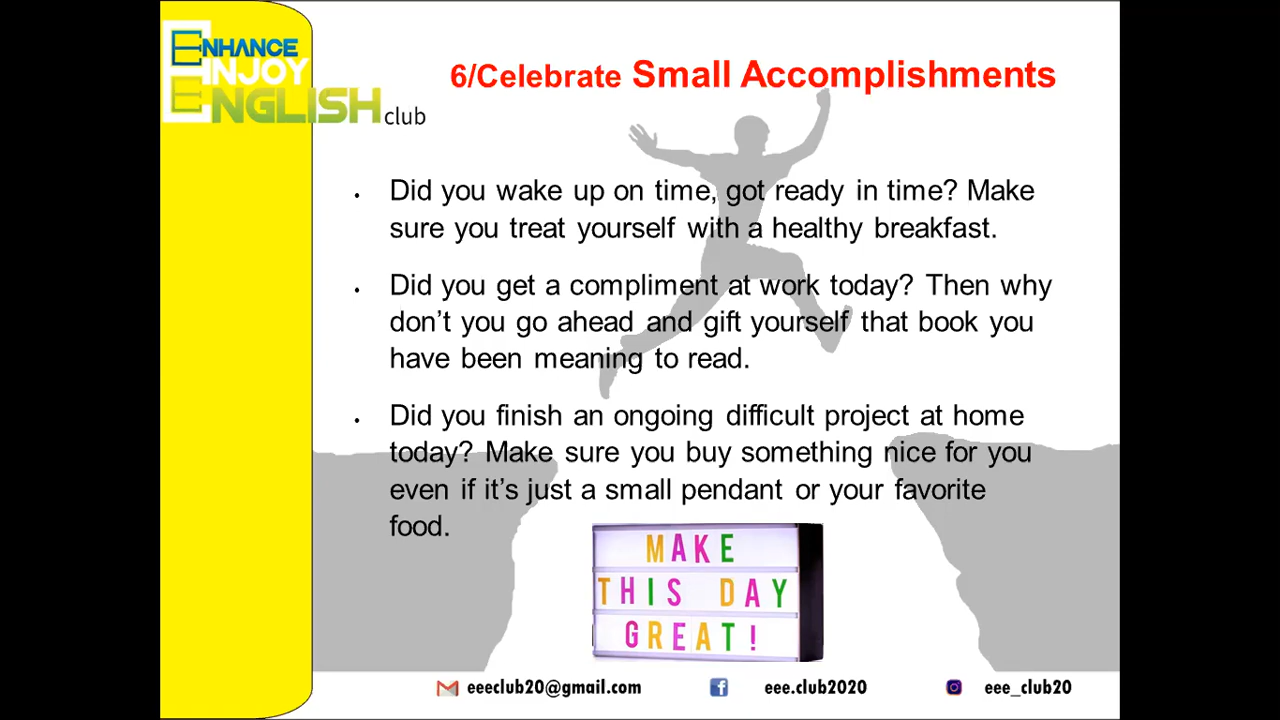 ENHANCE
ENJOY
ENGLISH club
6/Celebrate Small Accomplishments
• Did you wake up on time, got ready in time? Make
sure you treat yourself with a healthy breakfast.
• Did you get a compliment at work today? Then why
don’t you go ahead and gift yourself that book you
have been meaning to read.
• Did you finish an ongoing difficult project at home
today? Make sure you buy something nice for you
even if it’s just a small pendant or your favorite
food.
MAKE
THIS DAY
GREAT!
eeeclub20@gmail.com eee.club2020 eee_club20